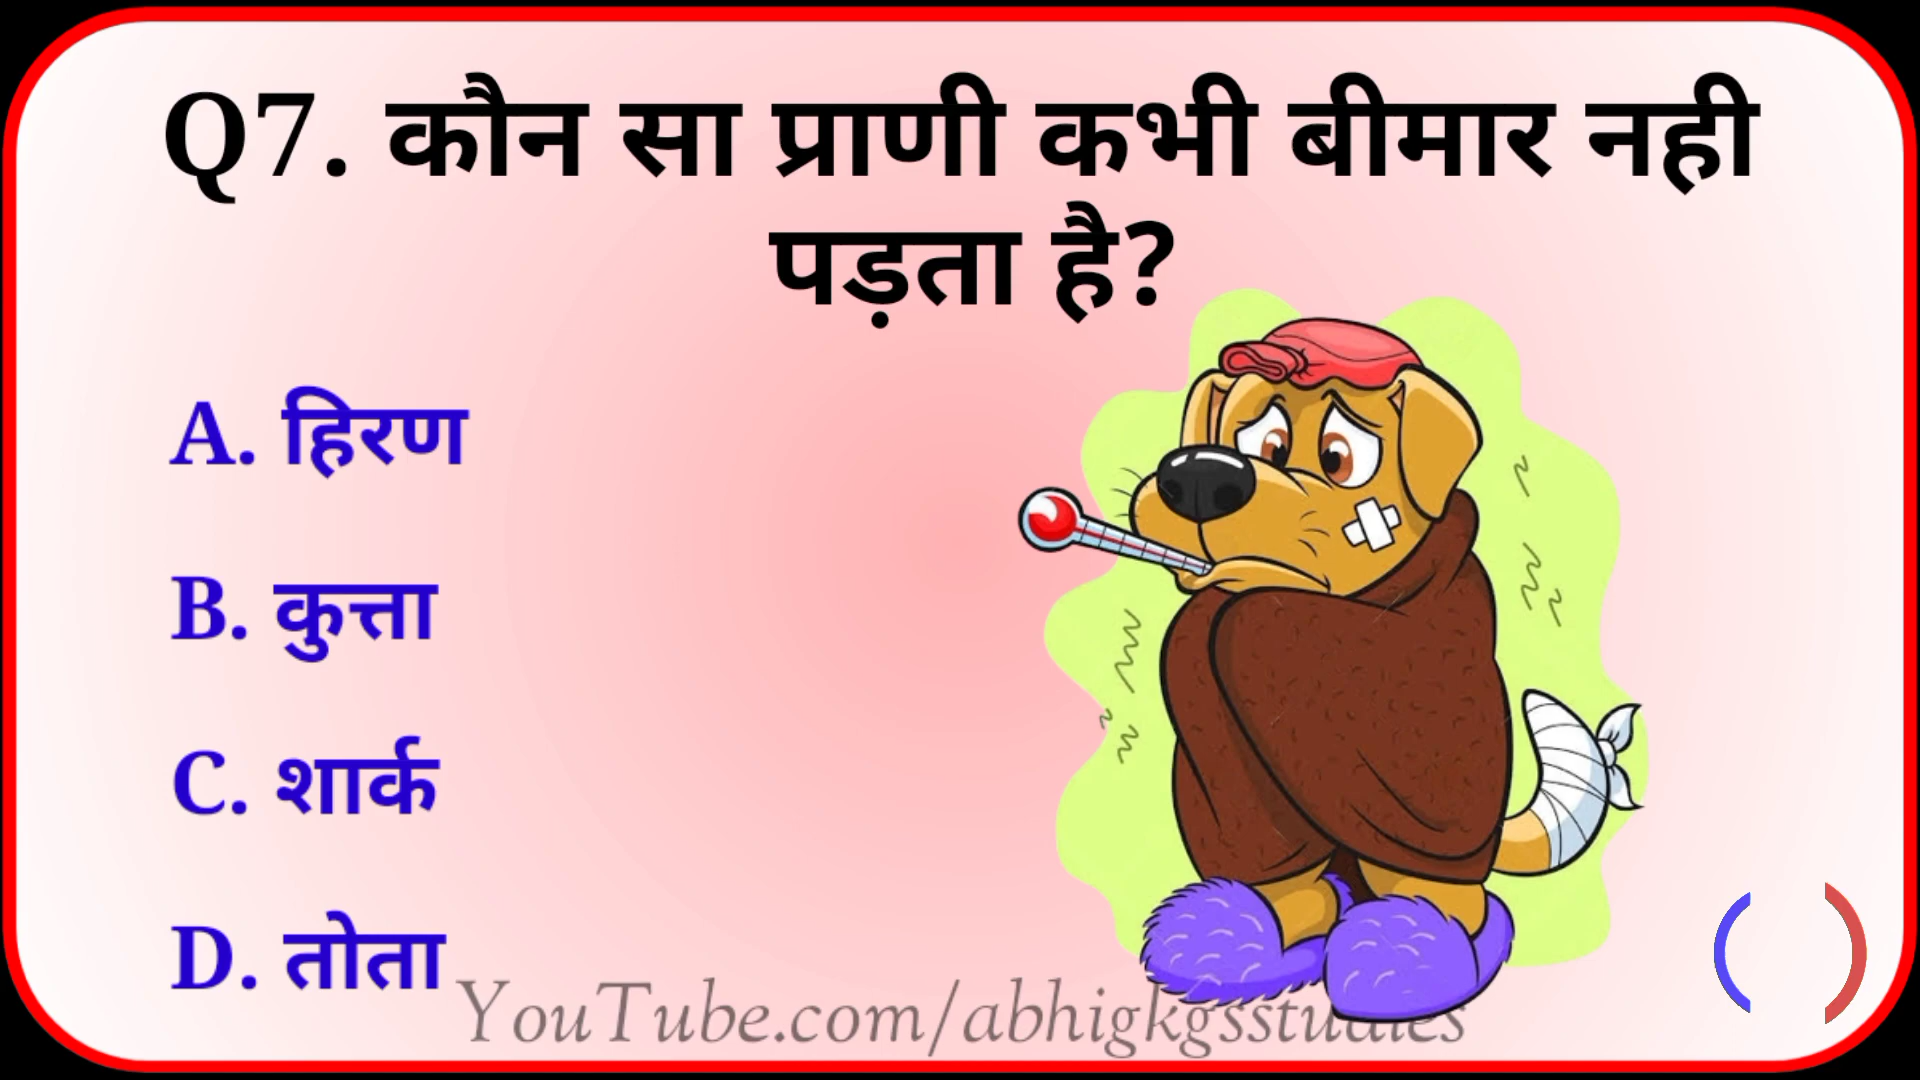 Q7. कौन सा प्राणी कभी बीमार नही
पड़ता है?
A. हिरण
B. कुत्ता
C. शार्क
D. तोता
YouTube.com/abhigkgsstudies